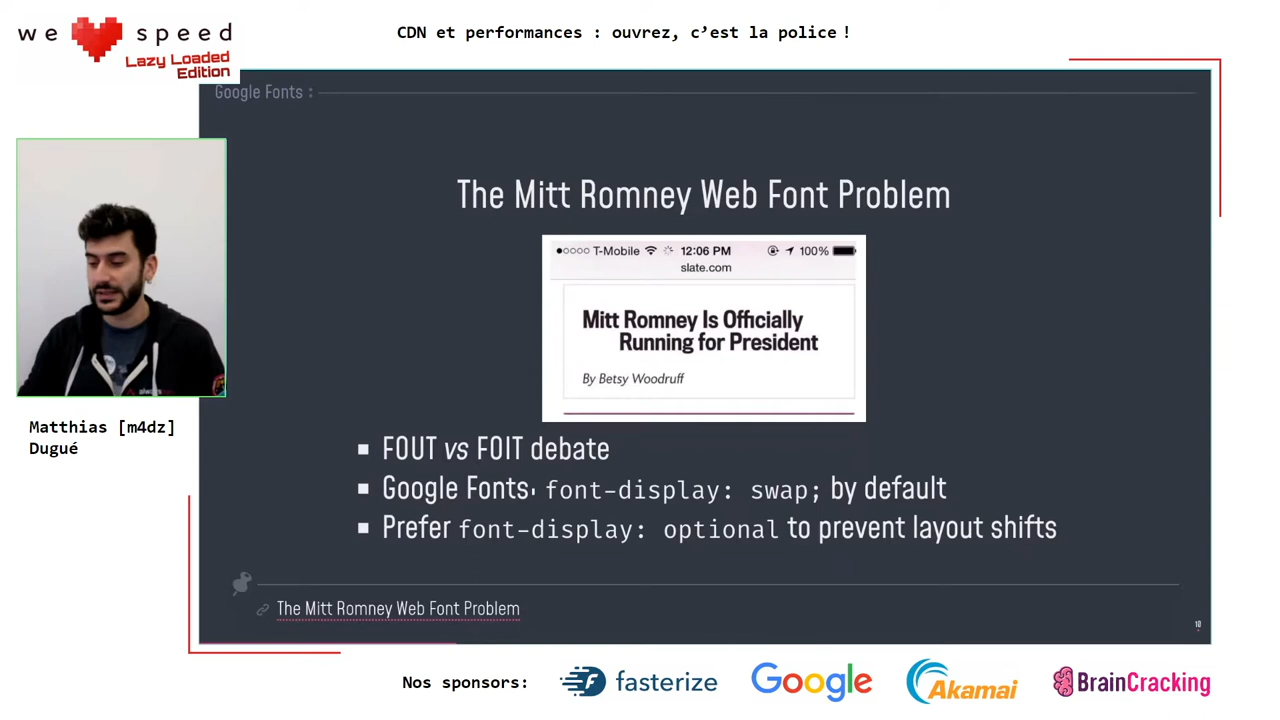 we speed
Lazy Loaded
Edition
CDN et performances : ouvrez, c’est la police !
Google Fonts :
The Mitt Romney Web Font Problem
T-Mobile 12:06 PM 100%
slate.com
Mitt Romney Is Officially
Running for President
By Betsy Woodruff
FOUT vs FOIT debate
Google Fonts· font-display: swap; by default
Prefer font-display: optional to prevent layout shifts
The Mitt Romney Web Font Problem
10
Matthias [m4dz]
Dugué
Nos sponsors:
fasterize
Google
Akamai
BrainCracking